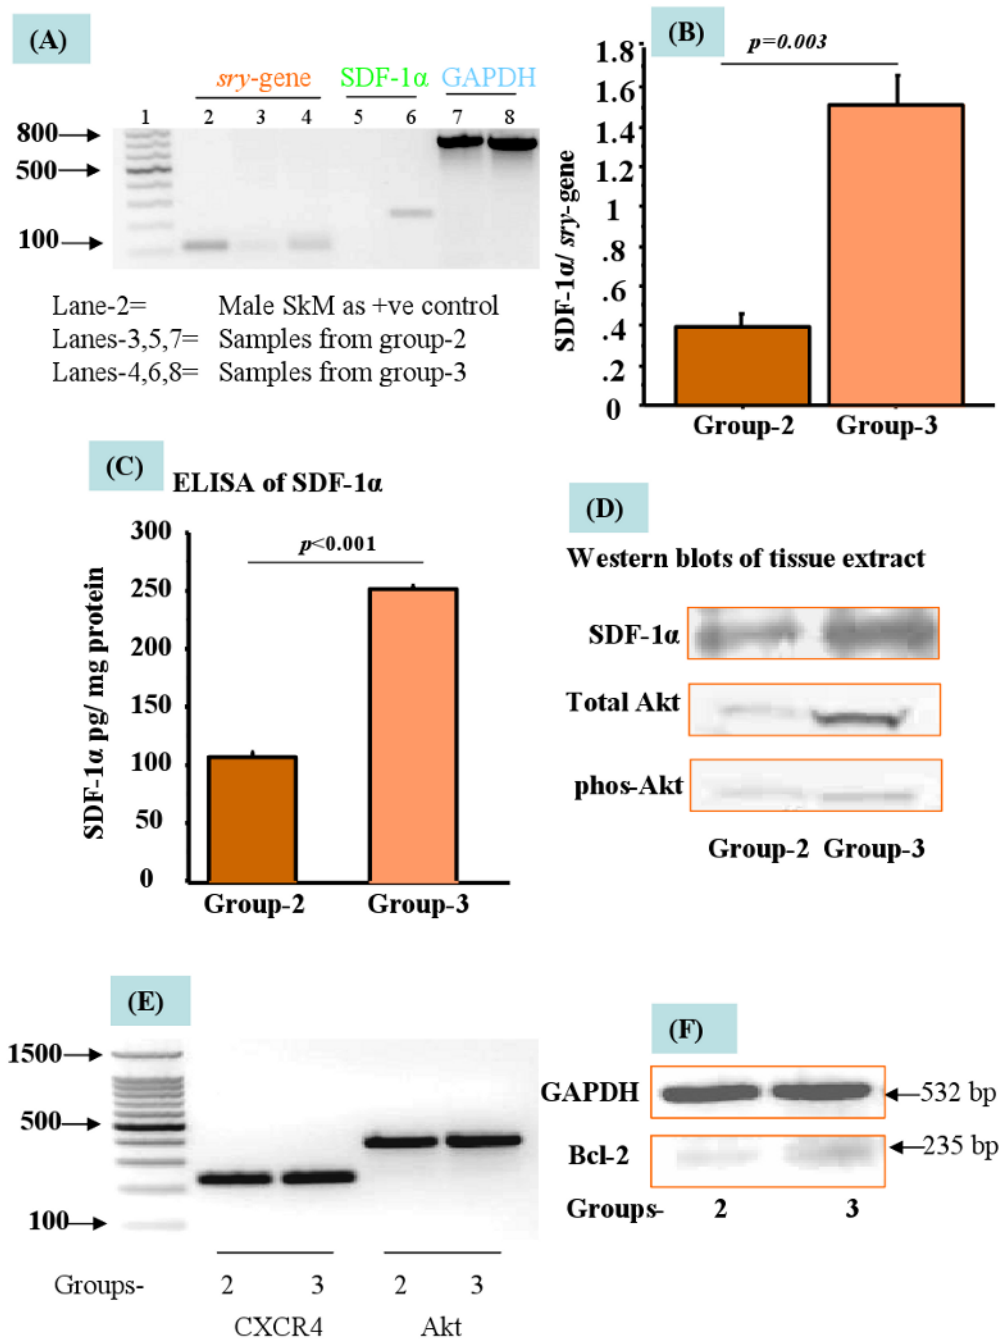 (A)
sry-gene SDF-1α GAPDH
1 2 3 4 5 6 7 8
800
500
100
Lane-2= Male SkM as +ve control
Lanes-3,5,7= Samples from group-2
Lanes-4,6,8= Samples from group-3
(B)
p=0.003
SDF-1α/ sry-gene
1.8
1.6
1.4
1.2
1
.8
.6
.4
.2
0
Group-2 Group-3
(C)
ELISA of SDF-1α
p<0.001
SDF-1α pg/ mg protein
300
250
200
150
100
50
0
Group-2 Group-3
(D)
Western blots of tissue extract
SDF-1α
Total Akt
phos-Akt
Group-2 Group-3
(E)
1500
500
100
Groups- 2 3 2 3
CXCR4 Akt
(F)
GAPDH 532 bp
Bcl-2 235 bp
Groups- 2 3